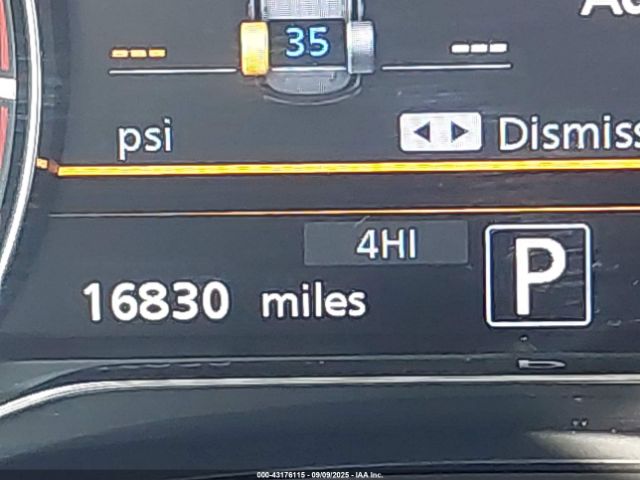 35
--- ---
psi ◄ ► Dismiss
4HI
P
16830 miles
000-43176115 - 09/09/2025 - IAA Inc.